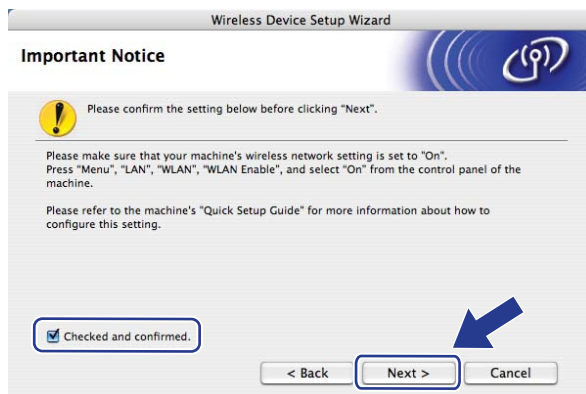 Wireless Device Setup Wizard
Important Notice
Please confirm the setting below before clicking "Next".
Please make sure that your machine's wireless network setting is set to "On".
Press "Menu", "LAN", "WLAN", "WLAN Enable", and select "On" from the control panel of the
machine.
Please refer to the machine's "Quick Setup Guide" for more information about how to
configure this setting.
Checked and confirmed.
< Back Next > Cancel